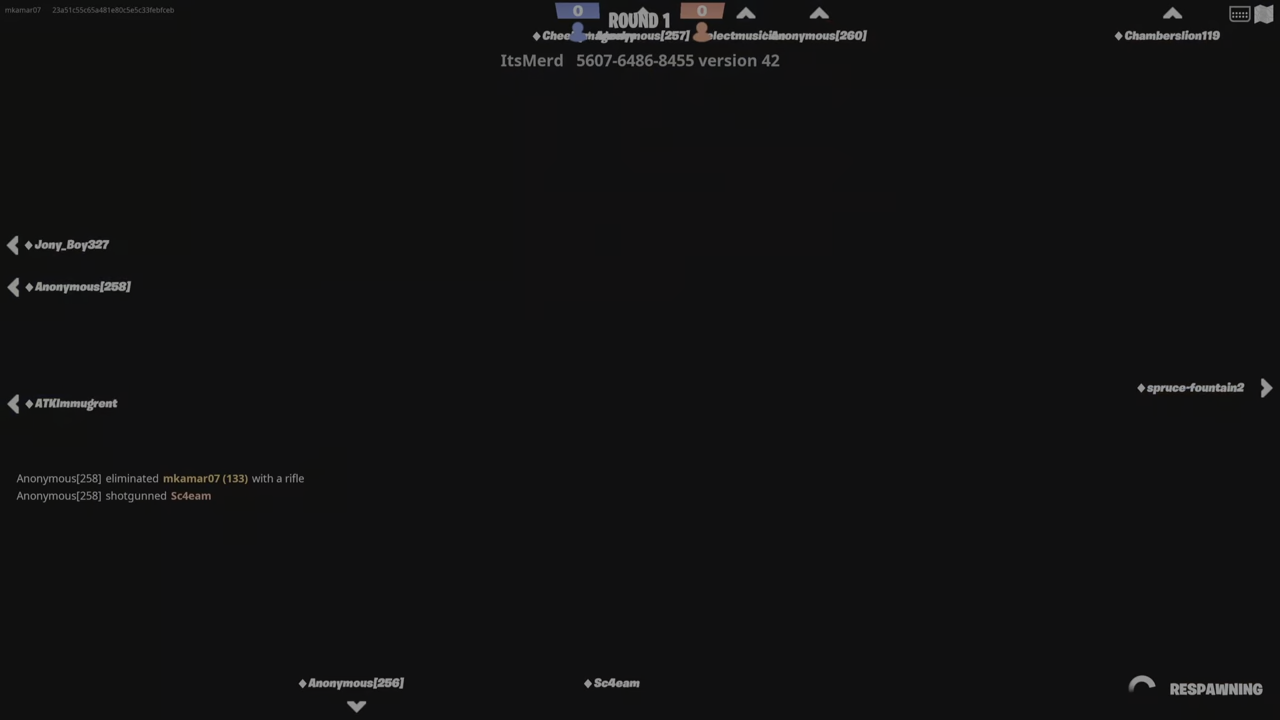 mkamar07 23a51c55c65a481e80c5e5c33febfceb
0 ROUND 1 0
Anonymous[260]
Chamberslion119
ItsMerd 5607-6486-8455 version 42
Jony_Boy327
Anonymous[258]
spruce-fountain2
ATKImmugrent
Anonymous[258] eliminated mkamar07 (133) with a rifle
Anonymous[258] shotgunned Sc4eam
Anonymous[256]
Sc4eam
RESPAWNING